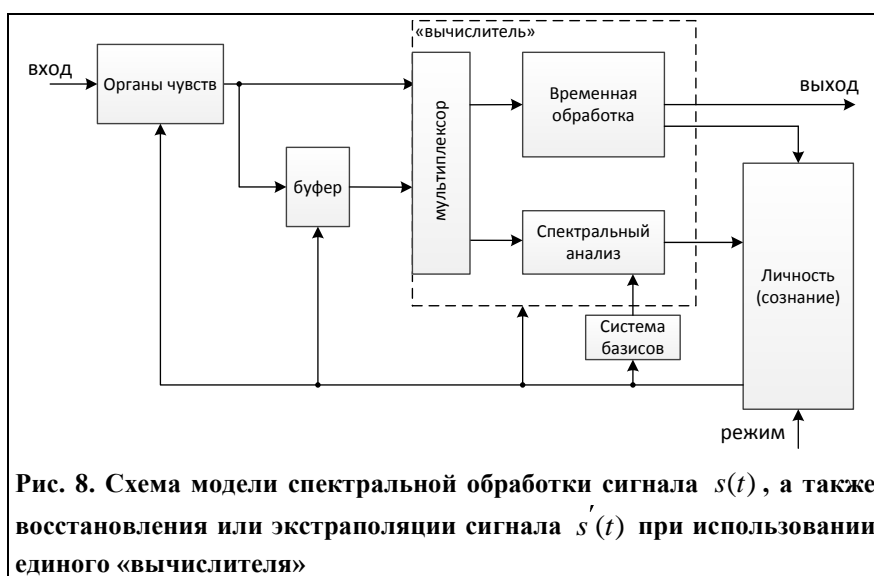 «вычислитель»
вход
Органы чувств
буфер
мультиплексор
Временная
обработка
выход
Спектральный
анализ
Система
базисов
Личность
(сознание)
режим
Рис. 8. Схема модели спектральной обработки сигнала s(t), а также
восстановления или экстраполяции сигнала s′(t) при использовании
единого «вычислителя»